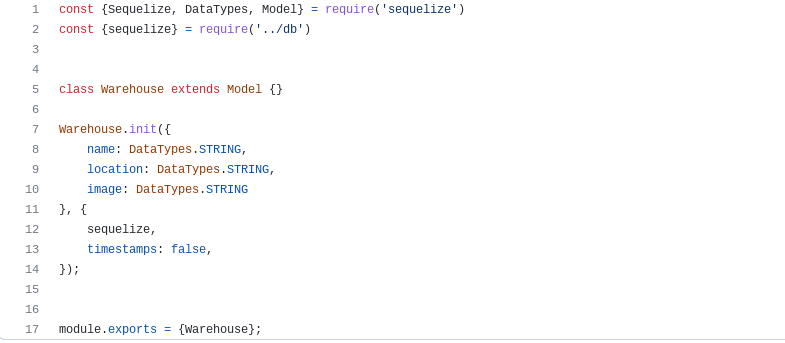 1 const {Sequelize, DataTypes, Model} = require('sequelize')
2 const {sequelize} = require('../db')
3
4
5 class Warehouse extends Model {}
6
7 Warehouse.init({
8     name: DataTypes.STRING,
9     location: DataTypes.STRING,
10     image: DataTypes.STRING
11 }, {
12     sequelize,
13     timestamps: false,
14 });
15
16
17 module.exports = {Warehouse};